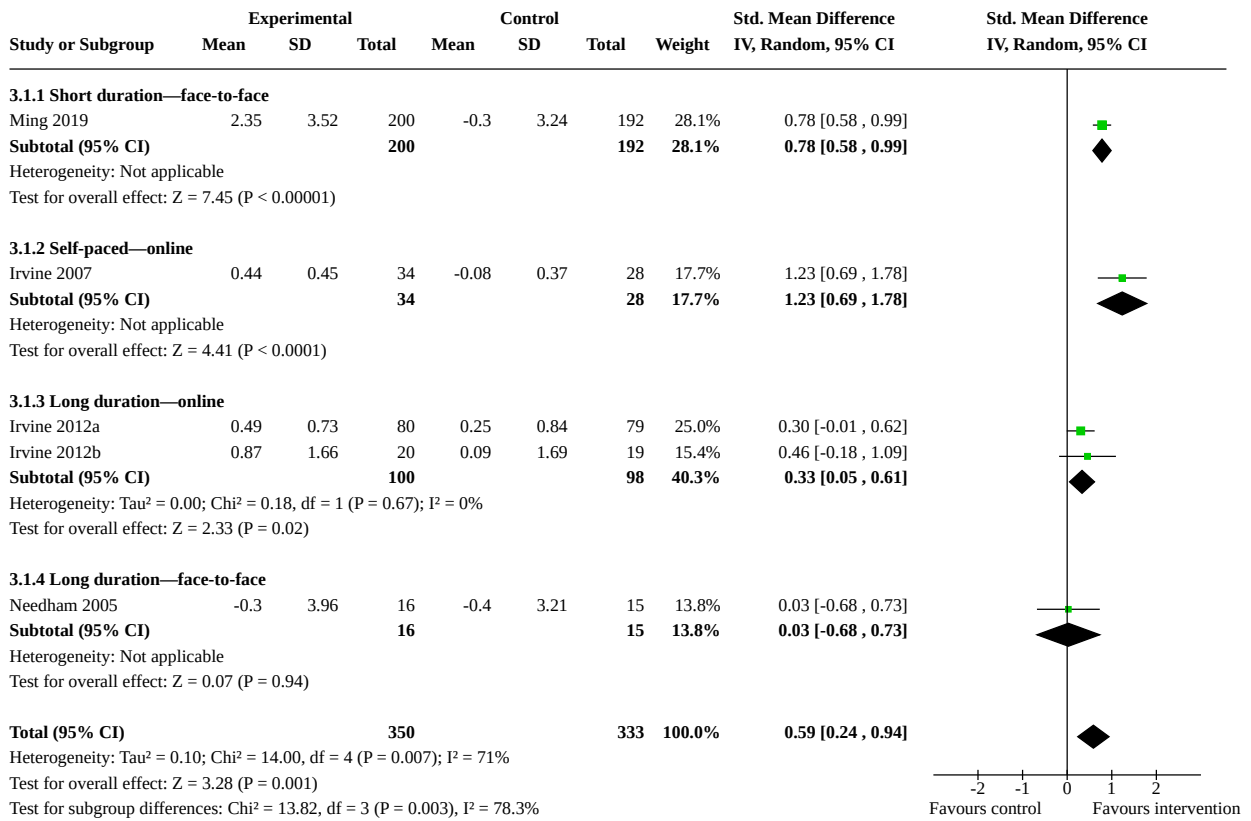 Experimental Control Std. Mean Difference Std. Mean Difference
Study or Subgroup Mean SD Total Mean SD Total Weight IV, Random, 95% CI IV, Random, 95% CI
3.1.1 Short duration—face-to-face
Ming 2019 2.35 3.52 200 -0.3 3.24 192 28.1% 0.78 [0.58 , 0.99]
Subtotal (95% CI) 200 192 28.1% 0.78 [0.58 , 0.99]
Heterogeneity: Not applicable
Test for overall effect: Z = 7.45 (P < 0.00001)
3.1.2 Self-paced—online
Irvine 2007 0.44 0.45 34 -0.08 0.37 28 17.7% 1.23 [0.69 , 1.78]
Subtotal (95% CI) 34 28 17.7% 1.23 [0.69 , 1.78]
Heterogeneity: Not applicable
Test for overall effect: Z = 4.41 (P < 0.0001)
3.1.3 Long duration—online
Irvine 2012a 0.49 0.73 80 0.25 0.84 79 25.0% 0.30 [-0.01 , 0.62]
Irvine 2012b 0.87 1.66 20 0.09 1.69 19 15.4% 0.46 [-0.18 , 1.09]
Subtotal (95% CI) 100 98 40.3% 0.33 [0.05 , 0.61]
Heterogeneity: Tau² = 0.00; Chi² = 0.18, df = 1 (P = 0.67); I² = 0%
Test for overall effect: Z = 2.33 (P = 0.02)
3.1.4 Long duration—face-to-face
Needham 2005 -0.3 3.96 16 -0.4 3.21 15 13.8% 0.03 [-0.68 , 0.73]
Subtotal (95% CI) 16 15 13.8% 0.03 [-0.68 , 0.73]
Heterogeneity: Not applicable
Test for overall effect: Z = 0.07 (P = 0.94)
Total (95% CI) 350 333 100.0% 0.59 [0.24 , 0.94]
Heterogeneity: Tau² = 0.10; Chi² = 14.00, df = 4 (P = 0.007); I² = 71%
Test for overall effect: Z = 3.28 (P = 0.001)
-2 -1 0 1 2
Test for subgroup differences: Chi² = 13.82, df = 3 (P = 0.003), I² = 78.3% Favours control Favours intervention